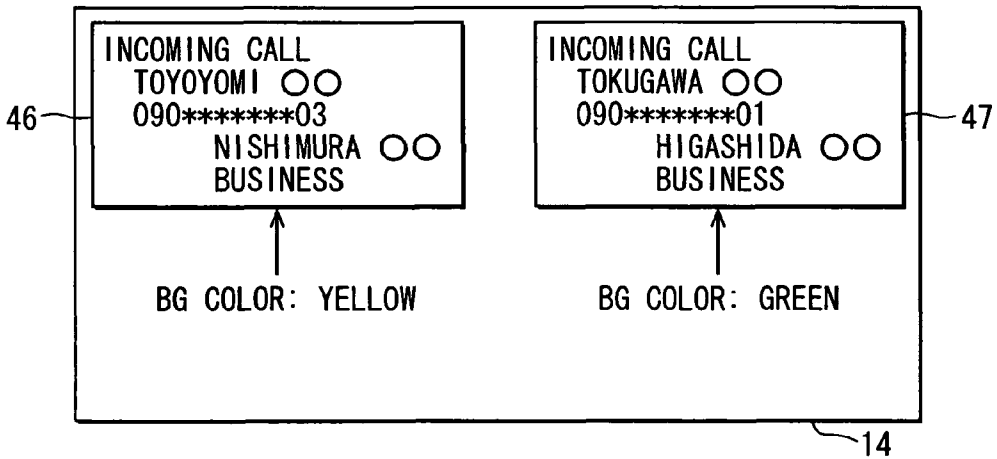 INCOMING CALL
TOYOYOMI ○○
090*******03
NISHIMURA ○○
BUSINESS
46
BG COLOR: YELLOW
INCOMING CALL
TOKUGAWA ○○
090*******01
HIGASHIDA ○○
BUSINESS
47
BG COLOR: GREEN
14